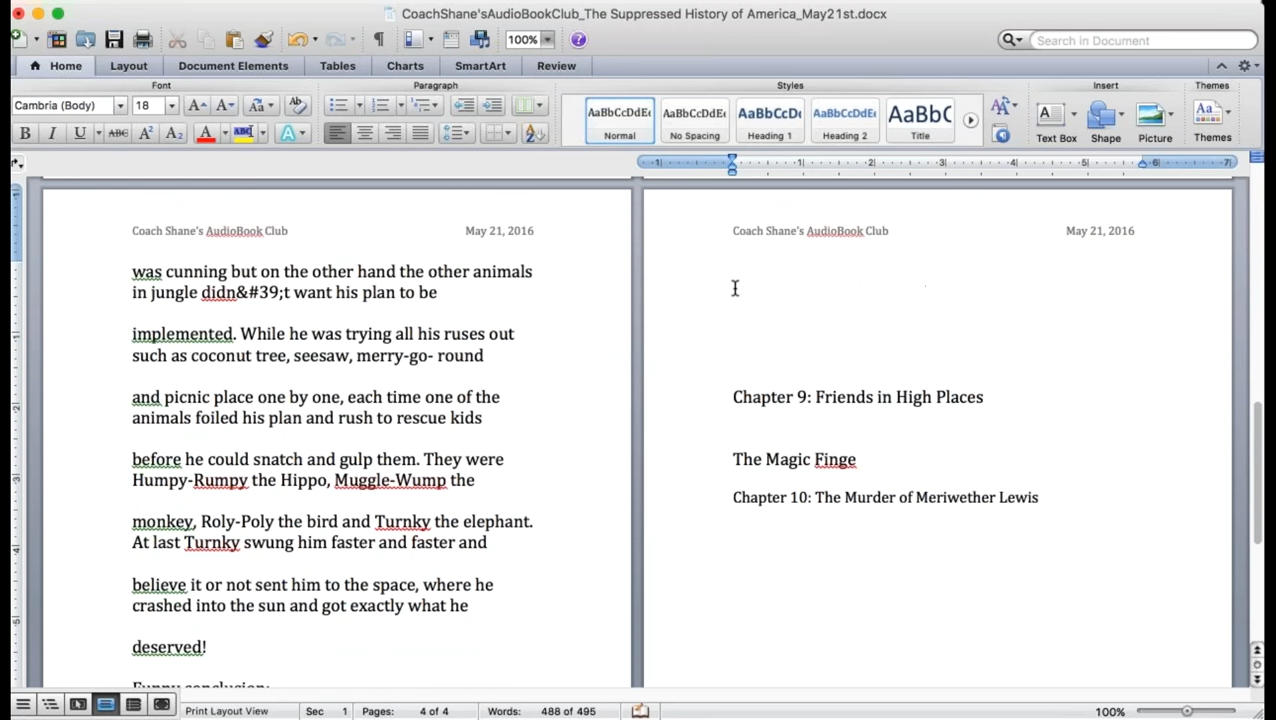 CoachShane'sAudioBookClub_The Suppressed History of America_May21st.docx
100%
Search in Document
Home
Layout
Document Elements
Tables
Charts
SmartArt
Review
Font
Paragraph
Styles
Insert
Themes
Cambria (Body)
18
AaBbCcDdEe
Normal
AaBbCcDdEe
No Spacing
AaBbCcDc
Heading 1
AaBbCcDdEe
Heading 2
AaBbC
Title
Text Box
Shape
Picture
Themes
Coach Shane's AudioBook Club May 21, 2016
was cunning but on the other hand the other animals
in jungle didn&#39;t want his plan to be
implemented. While he was trying all his ruses out
such as coconut tree, seesaw, merry-go- round
and picnic place one by one, each time one of the
animals foiled his plan and rush to rescue kids
before he could snatch and gulp them. They were
Humpy-Rumpy the Hippo, Muggle-Wump the
monkey, Roly-Poly the bird and Turnky the elephant.
At last Turnky swung him faster and faster and
believe it or not sent him to the space, where he
crashed into the sun and got exactly what he
deserved!
Funny conclusion:
Coach Shane's AudioBook Club May 21, 2016
Chapter 9: Friends in High Places
The Magic Finge
Chapter 10: The Murder of Meriwether Lewis
Print Layout View
Sec 1
Pages: 4 of 4
Words: 488 of 495
100%